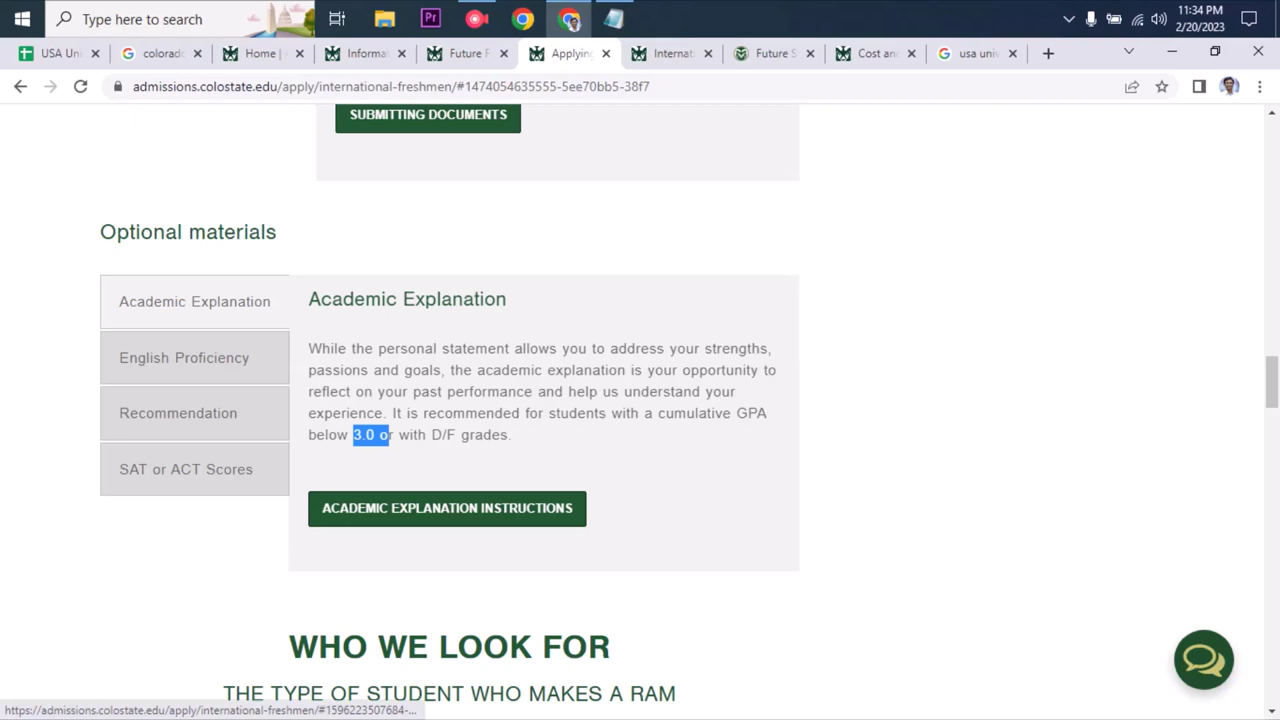 Type here to search
Pr
11:34 PM
2/20/2023
USA Un
colorad
Home |
Informat
Future F
Applying
Internat
Future S
Cost an
usa univ
admissions.colostate.edu/apply/international-freshmen/#1474054635555-5ee70bb5-38f7
SUBMITTING DOCUMENTS
Optional materials
Academic Explanation
English Proficiency
Recommendation
SAT or ACT Scores
Academic Explanation
While the personal statement allows you to address your strengths,
passions and goals, the academic explanation is your opportunity to
reflect on your past performance and help us understand your
experience. It is recommended for students with a cumulative GPA
below 3.0 or with D/F grades.
ACADEMIC EXPLANATION INSTRUCTIONS
WHO WE LOOK FOR
THE TYPE OF STUDENT WHO MAKES A RAM
https://admissions.colostate.edu/apply/international-freshmen/#1596223507684-...